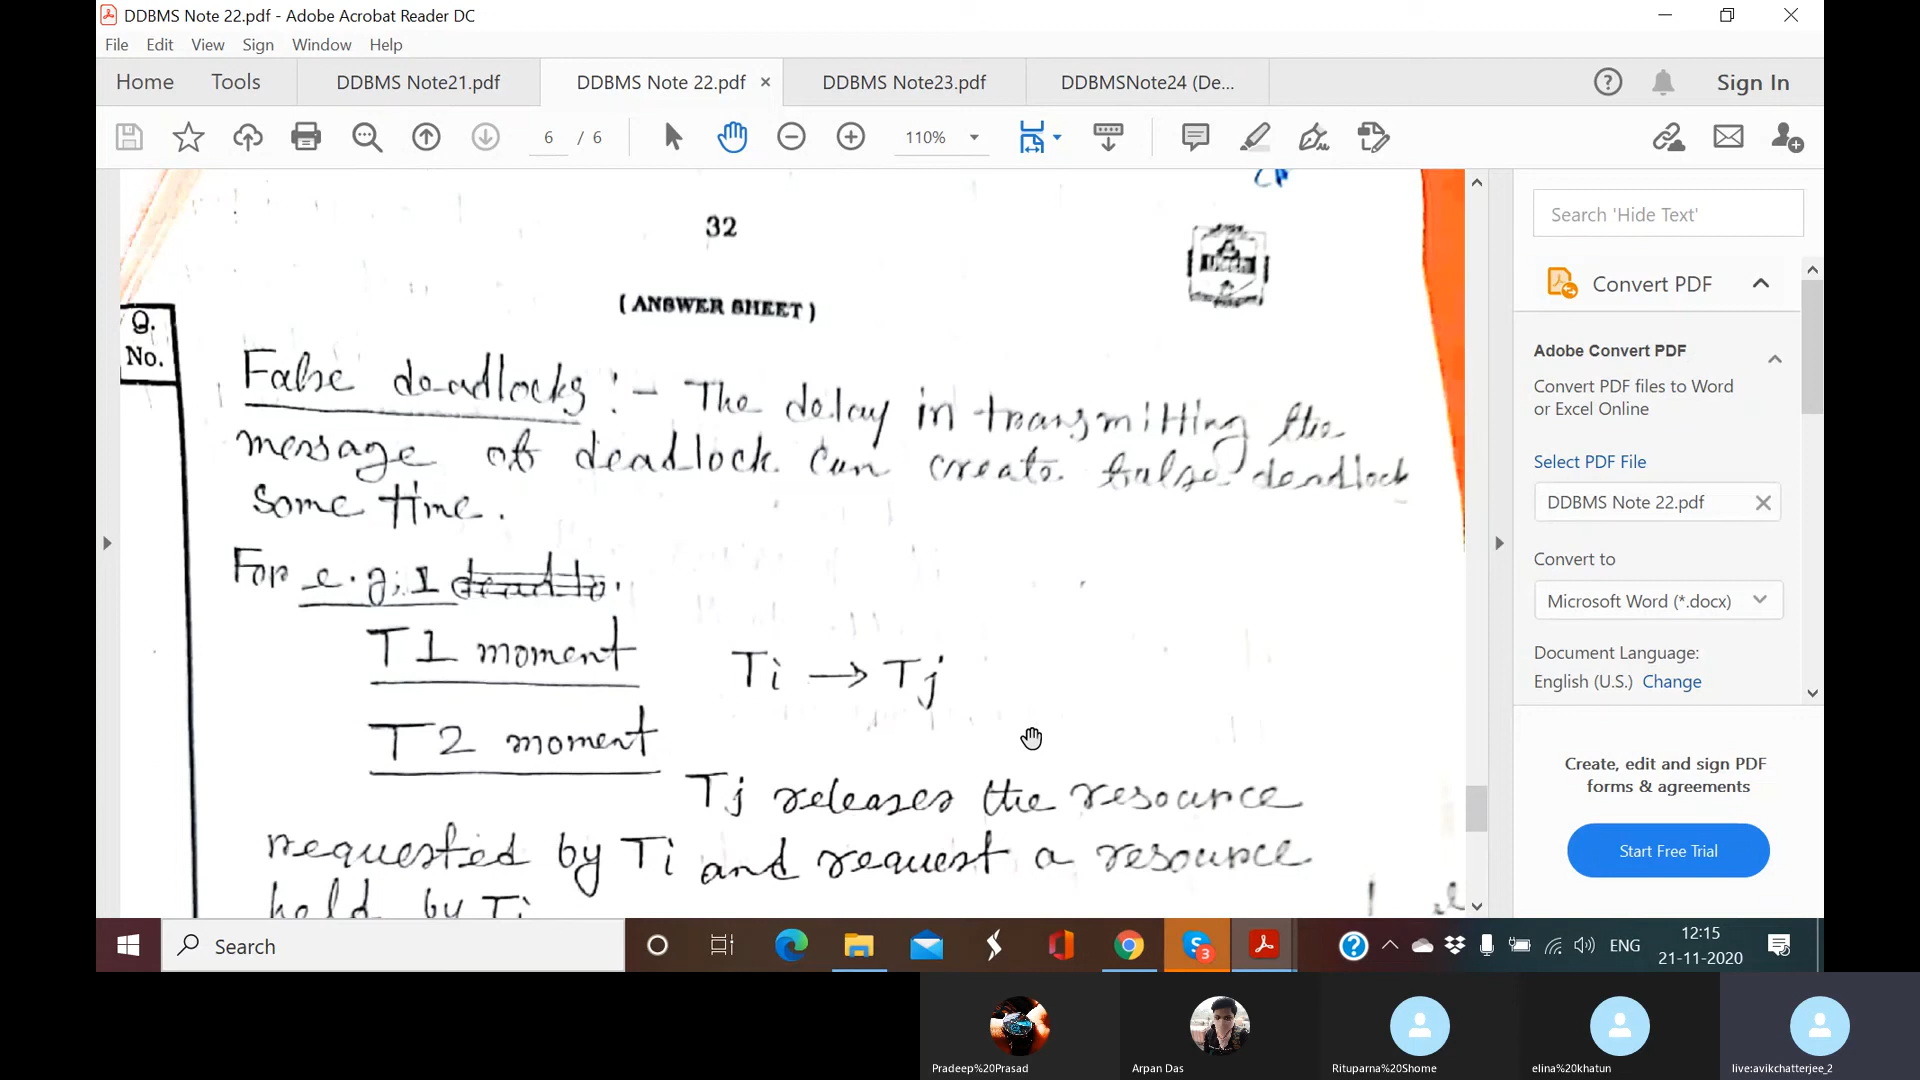 DDBMS Note 22.pdf - Adobe Acrobat Reader DC
File Edit View Sign Window Help
Home Tools DDBMS Note21.pdf DDBMS Note 22.pdf × DDBMS Note23.pdf DDBMSNote24 (De... Sign In
6 / 6 110%
32
(ANSWER SHEET)
Q.
No.
False deadlocks :- The delay in transmitting the
message of deadlock can create false deadlock
some time.
For e.g. 1
T1 moment Ti → Tj
T2 moment
Tj releases the resource
requested by Ti and request a resource
held by Ti
Search 'Hide Text'
Convert PDF
Adobe Convert PDF
Convert PDF files to Word
or Excel Online
Select PDF File
DDBMS Note 22.pdf
Convert to
Microsoft Word (*.docx)
Document Language:
English (U.S.) Change
Create, edit and sign PDF
forms & agreements
Start Free Trial
Search
3
ENG
12:15
21-11-2020
Pradeep%20Prasad Arpan Das Rituparna%20Shome elina%20khatun live:avikchatterjee_2